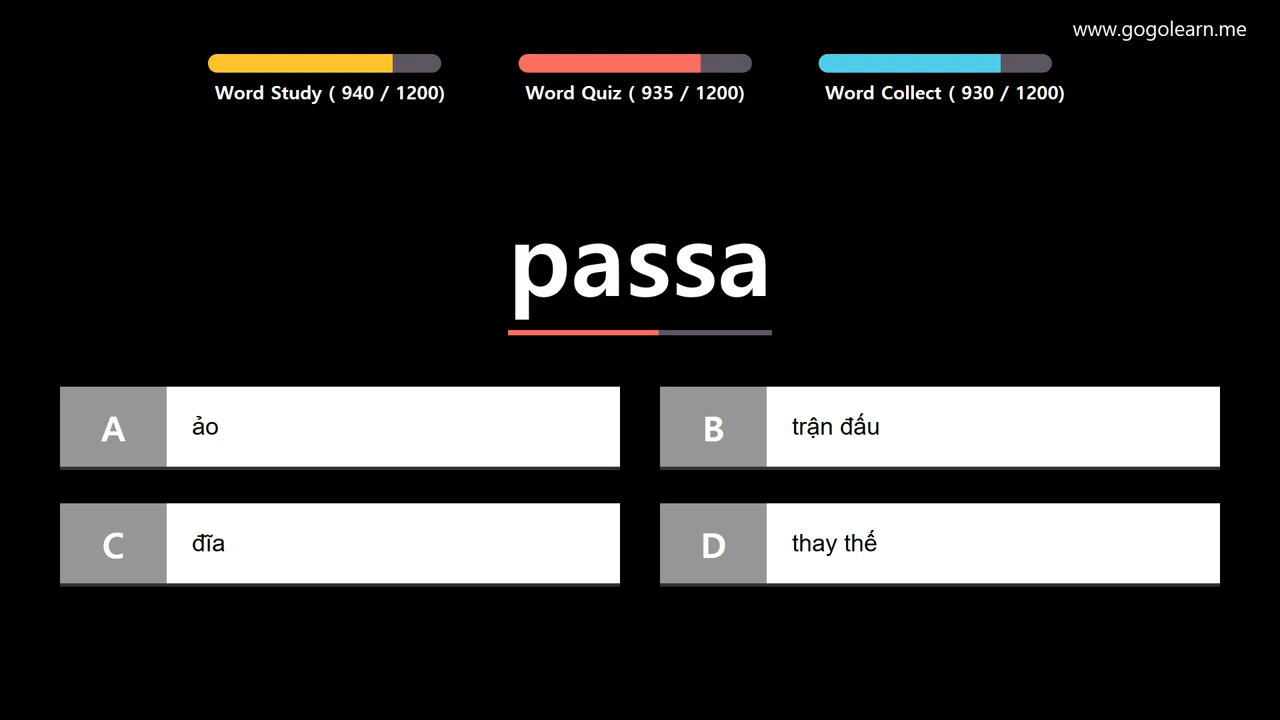 www.gogolearn.me
Word Study ( 940 / 1200)
Word Quiz ( 935 / 1200)
Word Collect ( 930 / 1200)
passa
A
ảo
B
trận đấu
C
đĩa
D
thay thế